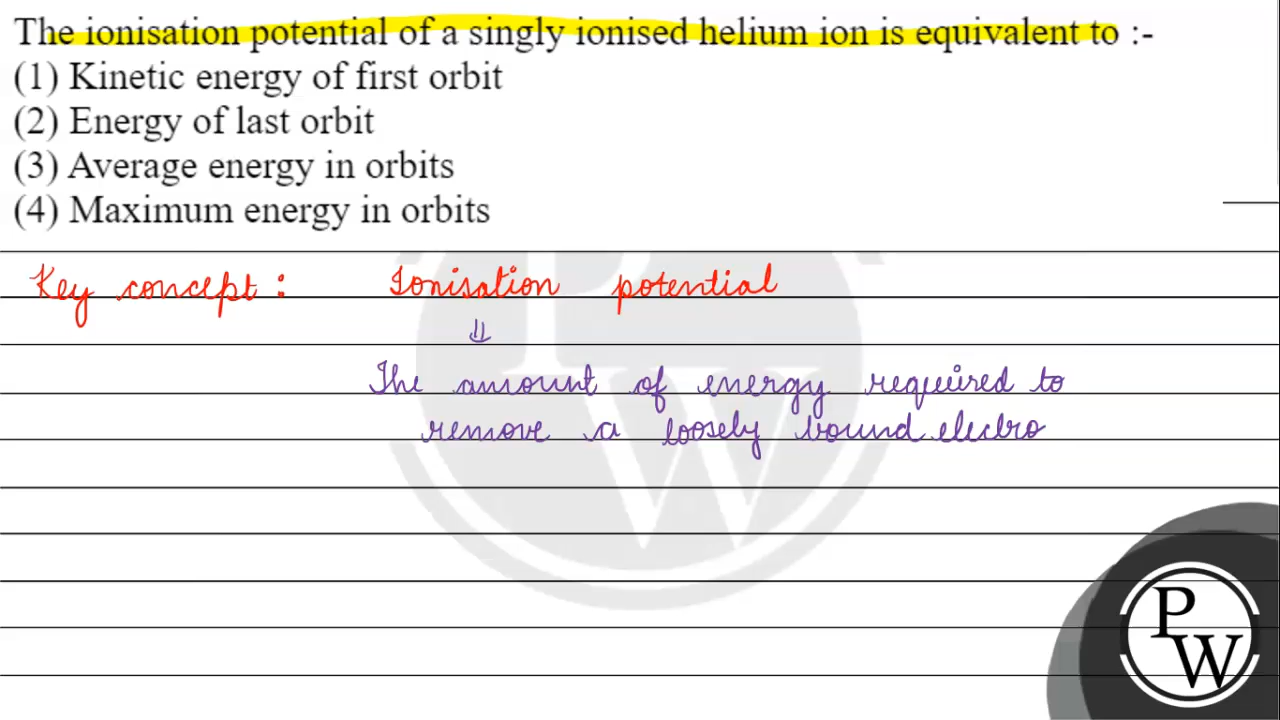 The ionisation potential of a singly ionised helium ion is equivalent to :-
(1) Kinetic energy of first orbit
(2) Energy of last orbit
(3) Average energy in orbits
(4) Maximum energy in orbits
Key concept : Ionisation potential
⇓
The amount of energy required to
remove a loosely bound electro
P
W